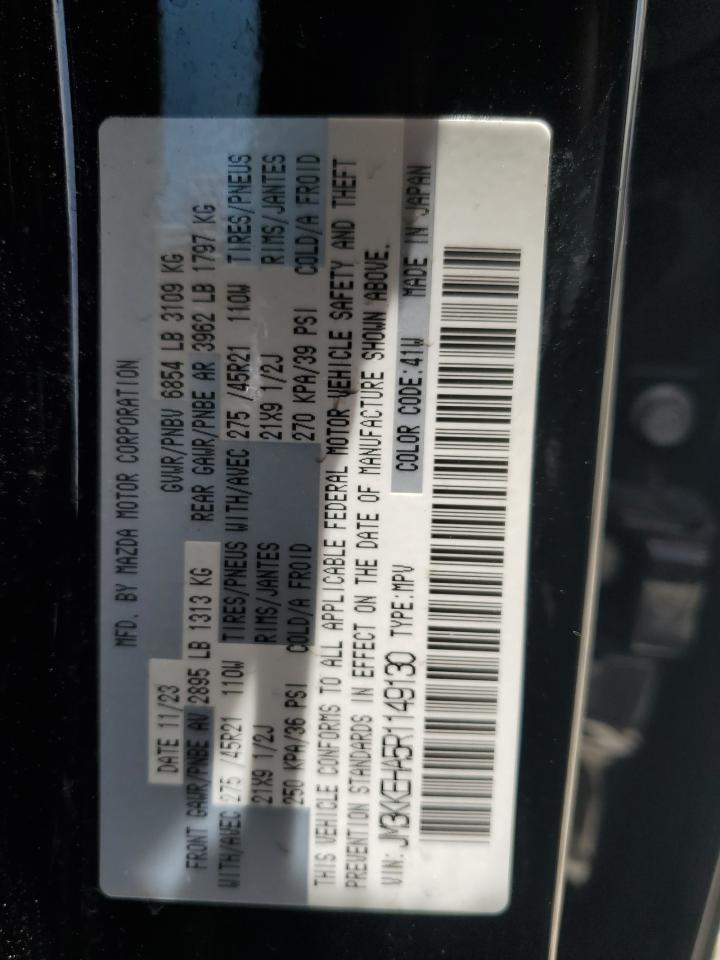 MFD. BY MAZDA MOTOR CORPORATION
DATE 11/23 GVWR/PNBV 6854 LB 3109 KG
FRONT GAWR/PNBE AV 2895 LB 1313 KG REAR GAWR/PNBE AR 3962 LB 1797 KG
WITH/AVEC 275 /45R21 110W TIRES/PNEUS WITH/AVEC 275 /45R21 110W TIRES/PNEUS
21X9 1/2J RIMS/JANTES 21X9 1/2J RIMS/JANTES
250 KPA/36 PSI COLD/A FROID 270 KPA/39 PSI COLD/A FROID
THIS VEHICLE CONFORMS TO ALL APPLICABLE FEDERAL MOTOR VEHICLE SAFETY AND THEFT
PREVENTION STANDARDS IN EFFECT ON THE DATE OF MANUFACTURE SHOWN ABOVE.
VIN: JM3KKEHA5R1149130 TYPE:MPV COLOR CODE:41W MADE IN JAPAN